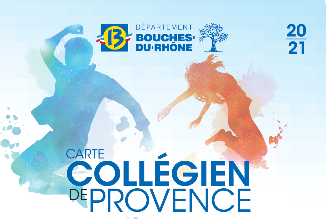 DÉPARTEMENT
BOUCHES-
DU-RHÔNE
20
21
CARTE
COLLÉGIEN
DE PROVENCE